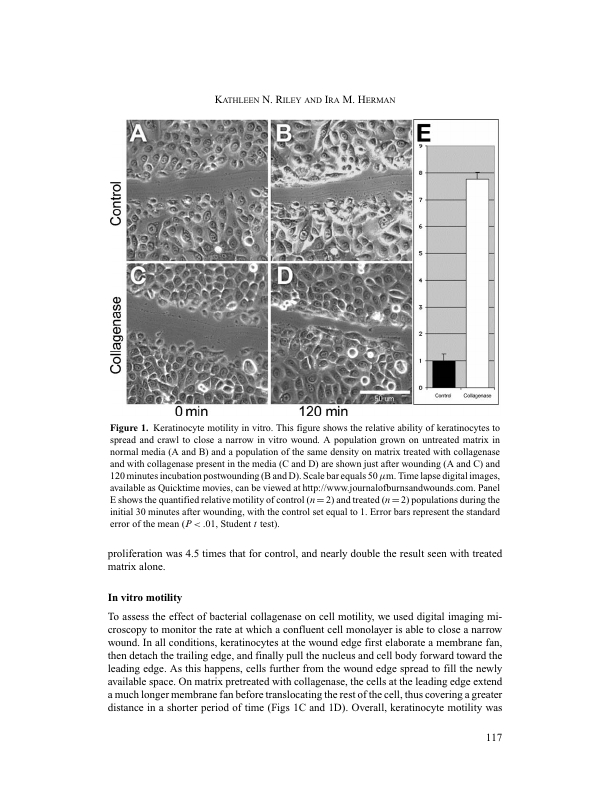 KATHLEEN N. RILEY AND IRA M. HERMAN
A
B
E
Control
9
8
7
6
5
4
3
2
1
0
Control Collagenase
C
D
Collagenase
50 um
0 min
120 min
Figure 1. Keratinocyte motility in vitro. This figure shows the relative ability of keratinocytes to
spread and crawl to close a narrow in vitro wound. A population grown on untreated matrix in
normal media (A and B) and a population of the same density on matrix treated with collagenase
and with collagenase present in the media (C and D) are shown just after wounding (A and C) and
120 minutes incubation postwounding (B and D). Scale bar equals 50 μm. Time lapse digital images,
available as Quicktime movies, can be viewed at http://www.journalofburnsandwounds.com. Panel
E shows the quantified relative motility of control (n = 2) and treated (n = 2) populations during the
initial 30 minutes after wounding, with the control set equal to 1. Error bars represent the standard
error of the mean (P < .01, Student t test).
proliferation was 4.5 times that for control, and nearly double the result seen with treated
matrix alone.
In vitro motility
To assess the effect of bacterial collagenase on cell motility, we used digital imaging mi-
croscopy to monitor the rate at which a confluent cell monolayer is able to close a narrow
wound. In all conditions, keratinocytes at the wound edge first elaborate a membrane fan,
then detach the trailing edge, and finally pull the nucleus and cell body forward toward the
leading edge. As this happens, cells further from the wound edge spread to fill the newly
available space. On matrix pretreated with collagenase, the cells at the leading edge extend
a much longer membrane fan before translocating the rest of the cell, thus covering a greater
distance in a shorter period of time (Figs 1C and 1D). Overall, keratinocyte motility was
117